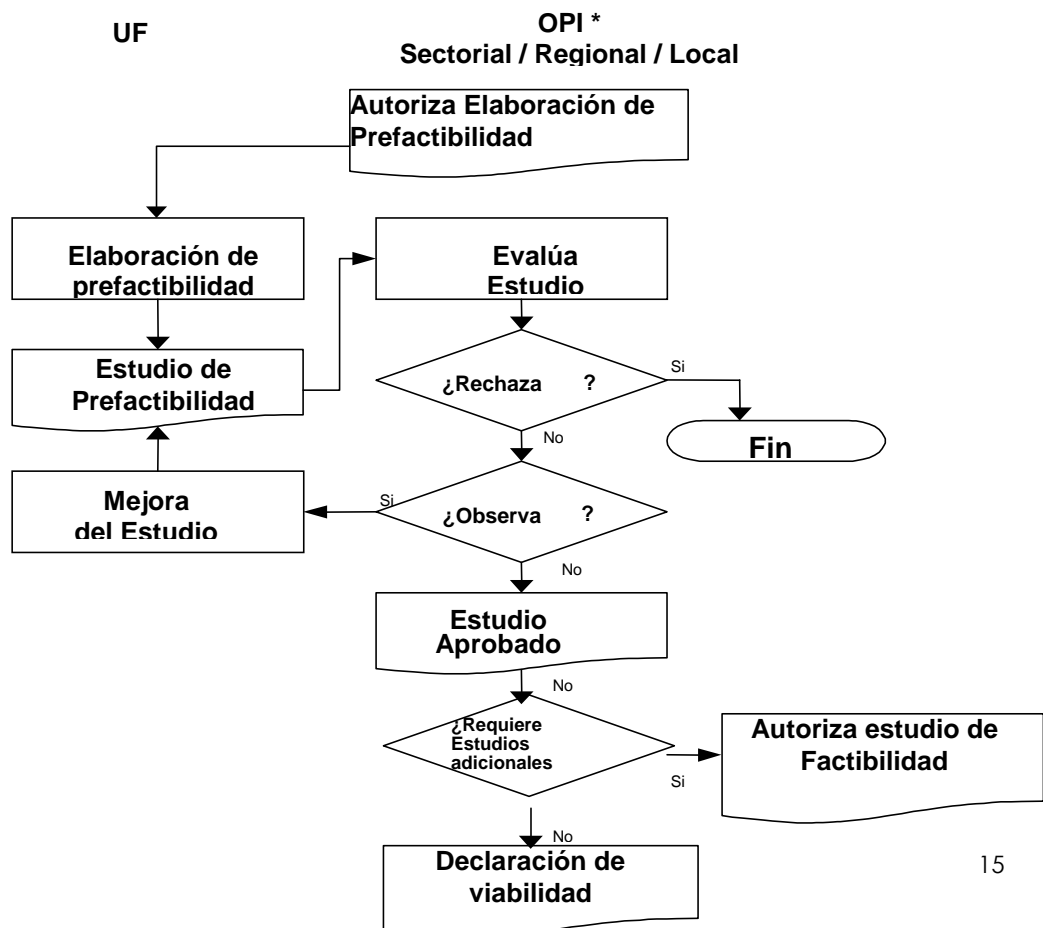 UF
OPI *
Sectorial / Regional / Local
Autoriza Elaboración de
Prefactibilidad
Elaboración de
prefactibilidad
Evalúa
Estudio
Estudio de
Prefactibilidad
¿Rechaza ?
Si
Fin
No
Mejora
del Estudio
Si
¿Observa ?
No
Estudio
Aprobado
No
¿Requiere
Estudios
adicionales
Si
Autoriza estudio de
Factibilidad
No
Declaración de
viabilidad
15